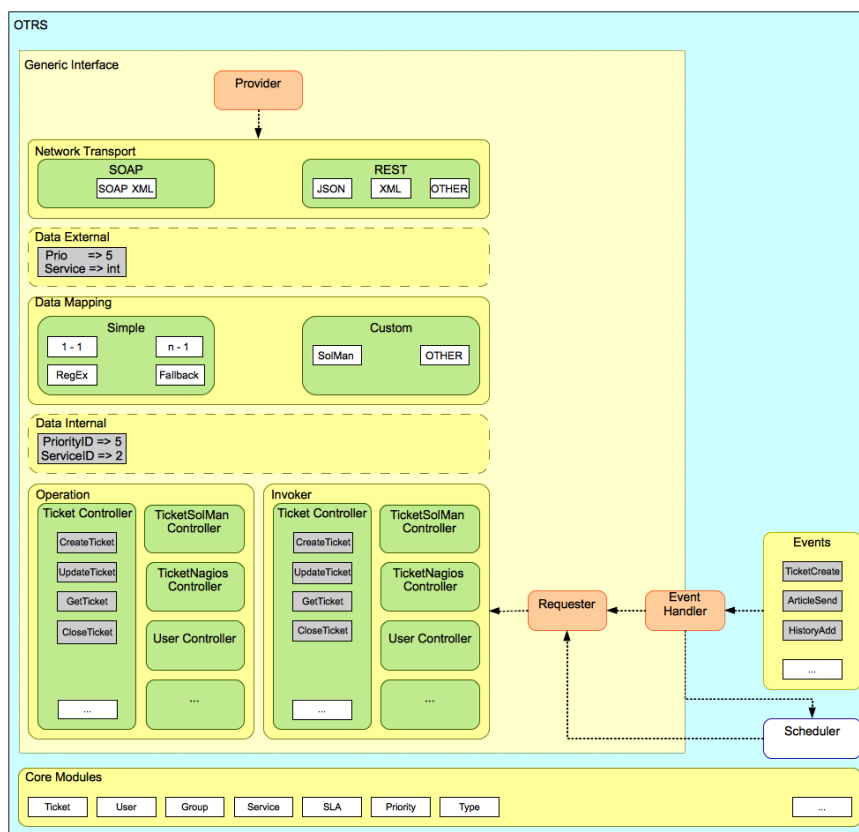 OTRS
Generic Interface
Provider
Network Transport
SOAP
SOAP XML
REST
JSON
XML
OTHER
Data External
Prio => 5
Service => int
Data Mapping
Simple
1 - 1
n - 1
RegEx
Fallback
Custom
SolMan
OTHER
Data Internal
PriorityID => 5
ServiceID => 2
Operation
Ticket Controller
CreateTicket
UpdateTicket
GetTicket
CloseTicket
...
TicketSolMan
Controller
TicketNagios
Controller
User Controller
...
Invoker
Ticket Controller
CreateTicket
UpdateTicket
GetTicket
CloseTicket
...
TicketSolMan
Controller
TicketNagios
Controller
User Controller
...
Requester
Event
Handler
Events
TicketCreate
ArticleSend
HistoryAdd
...
Scheduler
Core Modules
Ticket
User
Group
Service
SLA
Priority
Type
...